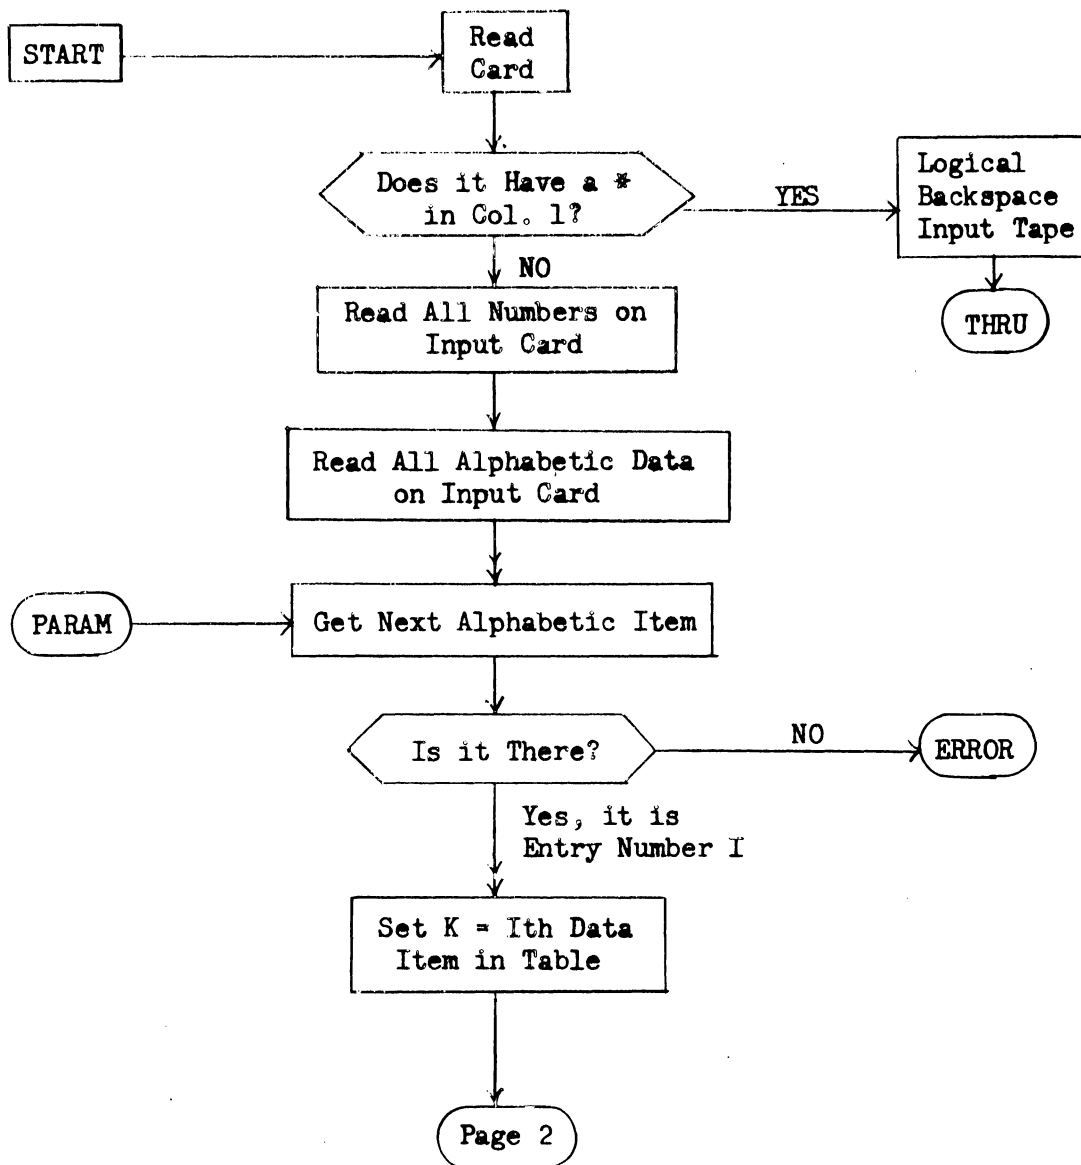 START
Read
Card
Does it Have a *
in Col. 1?
YES
Logical
Backspace
Input Tape
NO
THRU
Read All Numbers on
Input Card
Read All Alphabetic Data
on Input Card
PARAM
Get Next Alphabetic Item
Is it There?
NO
ERROR
Yes, it is
Entry Number I
Set K = Ith Data
Item in Table
Page 2